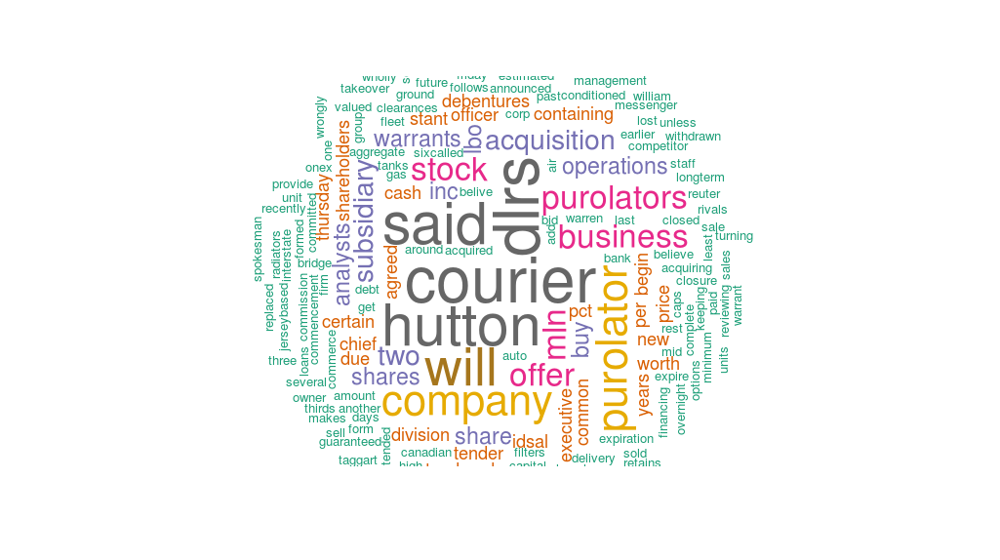 wholly
future
estimated
management
takeover
follows announced
ground
debentures
past conditioned
william
messenger
wrongly
valued
clearances
officer
corp
containing
fleet
stant
lost unless
group
warrants
lbo
acquisition
earlier
withdrawn
competitor
one
shareholders
aggregate
sixcalled
onex
tanks
gas
stock
dlrs
air
operations
staff
longterm
provide
thursday
subsidiary
cash
inc
belive
purolators
reuter
unit
recently
committed
said
bid
warren
last
closed
rivals
sale
turning
spokesman
radiators
interstate
formed
analysts
agreed
around acquired
add
business
believe
least
bridge
firm
debt
courier
bank
begin
acquiring
closure
sales
replaced
jerseybased
commission
commencement
get
certain
hutton
mln
pct
buy
purolator
per
price
caps
keeping
paid
reviewing
warrant
rest
complete
three
loans
commerce
chief
due
two
will
auto
new
mid
worth
minimum
units
several
shares
offer
expire
options
owner
amount
company
executive
common
years
financing
overnight
thirds another
makes
days
sell
form
guaranteed
tended
division
share
idsal
expiration
canadian
tender
filters
delivery
sold
taggart
high
capital
retains